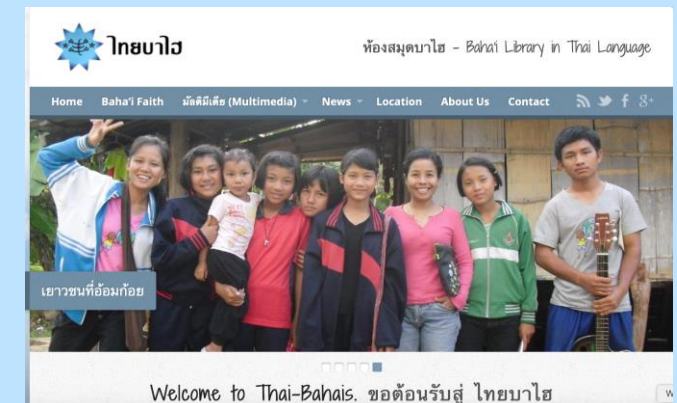 ไทยบาไฮ
ห้องสมุดบาไฮ – Baha'i Library in Thai Language
Home Baha'i Faith มัลติมีเดีย (Multimedia) News Location About Us Contact
เยาวชนที่อ้อมก้อย
Welcome to Thai-Bahais. ขอต้อนรับสู่ ไทยบาไฮ